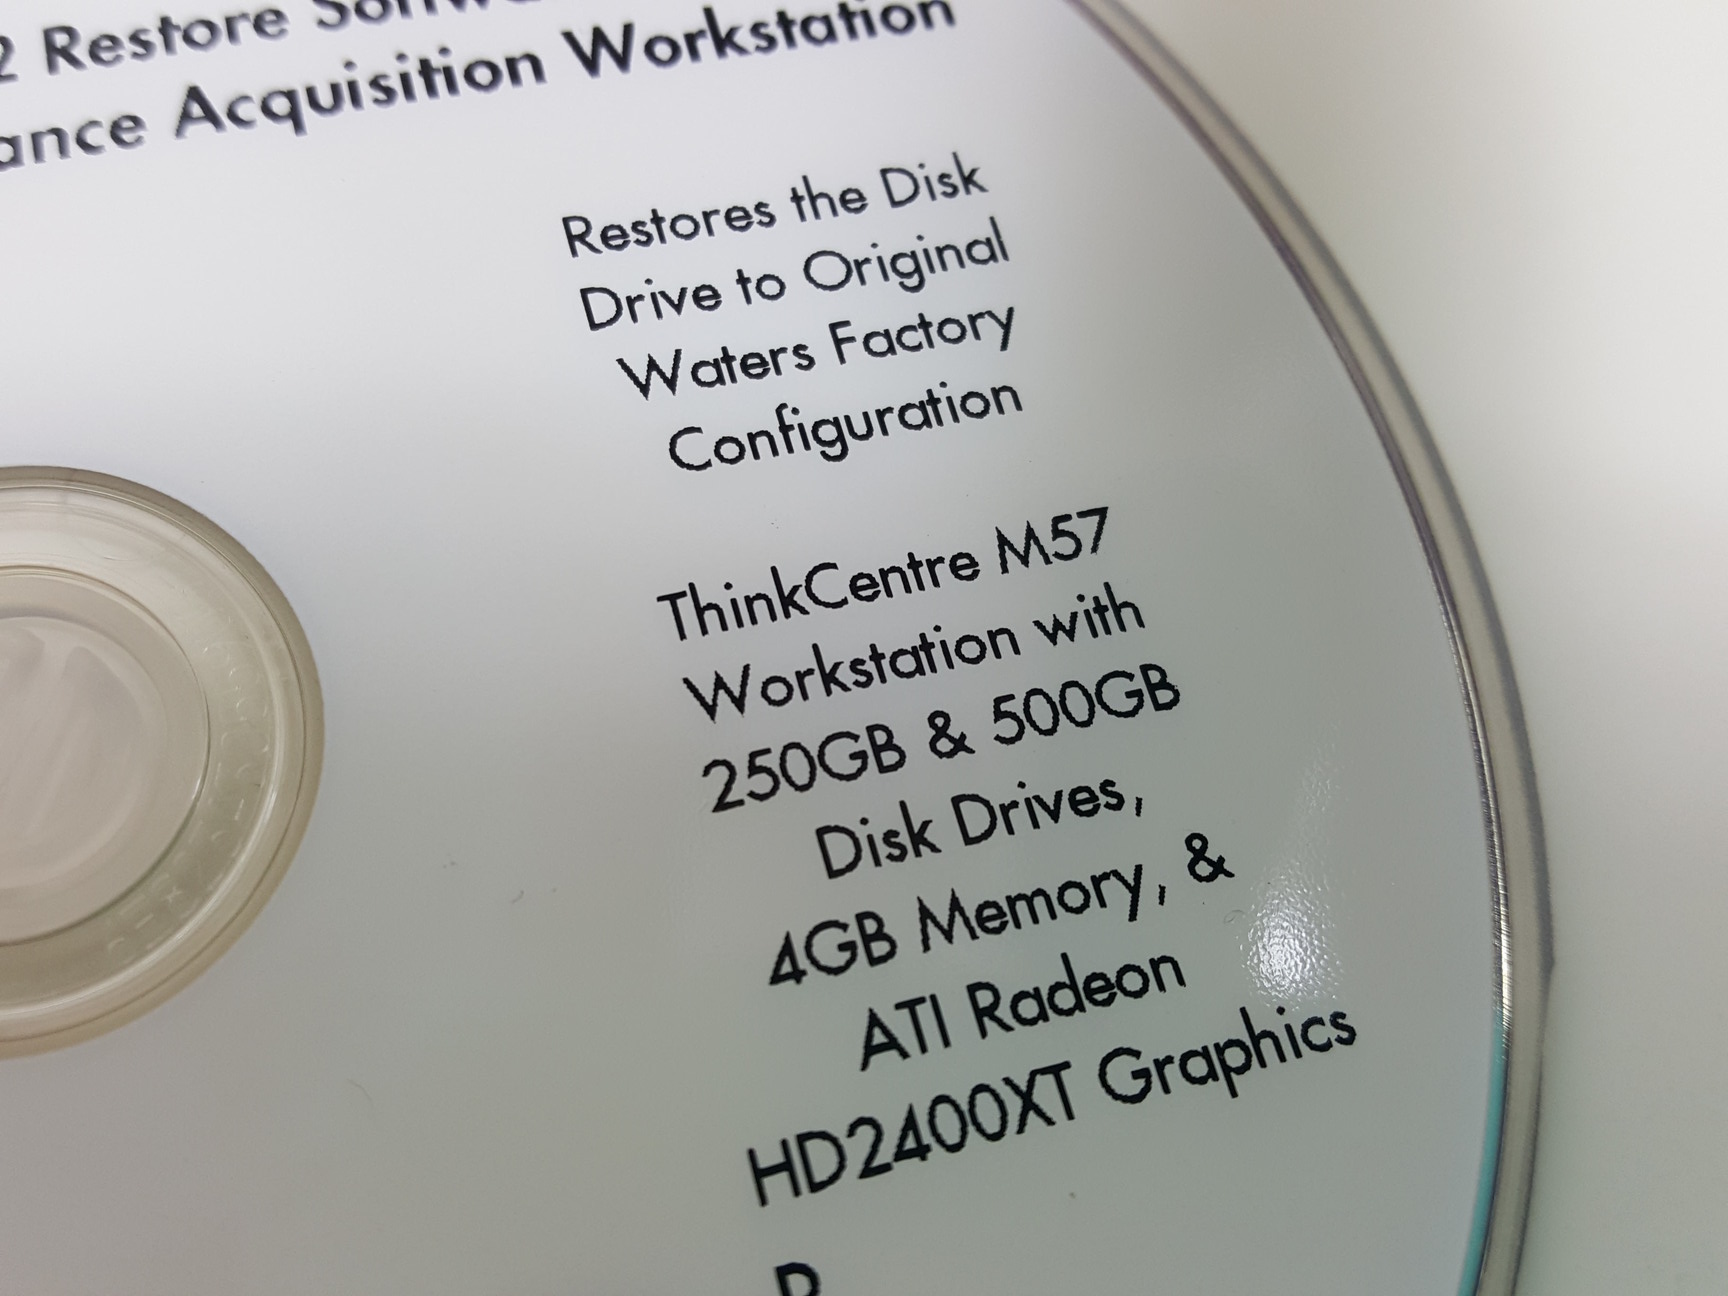 2 Restore
ance Acquisition Workstation
Restores the Disk
Drive to Original
Waters Factory
Configuration
ThinkCentre M57
Workstation with
250GB & 500GB
Disk Drives,
4GB Memory, &
ATI Radeon
HD2400XT Graphics